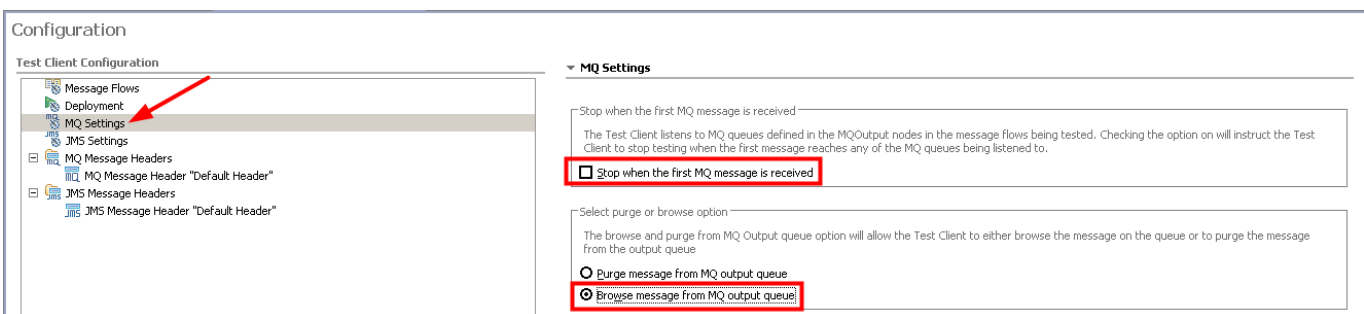 Configuration
Test Client Configuration
Message Flows
Deployment
MQ Settings
JMS Settings
MQ Message Headers
MQ Message Header "Default Header"
JMS Message Headers
JMS Message Header "Default Header"
MQ Settings
Stop when the first MQ message is received
The Test Client listens to MQ queues defined in the MQOutput nodes in the message flows being tested. Checking the option on will instruct the Test
Client to stop testing when the first message reaches any of the MQ queues being listened to.
Stop when the first MQ message is received
Select purge or browse option
The browse and purge from MQ Output queue option will allow the Test Client to either browse the message on the queue or to purge the message
from the output queue
Purge message from MQ output queue
Browse message from MQ output queue